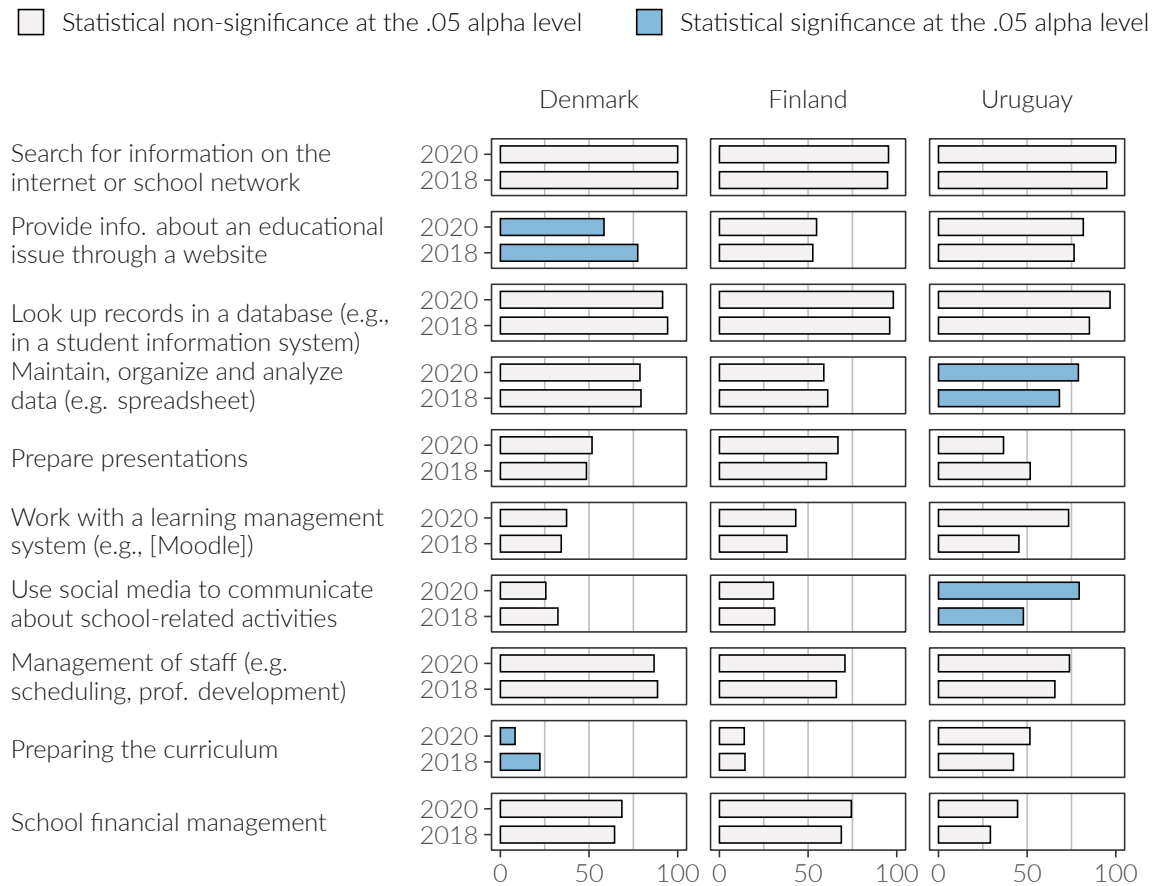 Statistical non-significance at the .05 alpha level
Statistical significance at the .05 alpha level
Denmark Finland Uruguay
Search for information on the
internet or school network
2020
2018
Provide info. about an educational
issue through a website
2020
2018
Look up records in a database (e.g.,
in a student information system)
2020
2018
Maintain, organize and analyze
data (e.g. spreadsheet)
2020
2018
Prepare presentations
2020
2018
Work with a learning management
system (e.g., [Moodle])
2020
2018
Use social media to communicate
about school-related activities
2020
2018
Management of staff (e.g.
scheduling, prof. development)
2020
2018
Preparing the curriculum
2020
2018
School financial management
2020
2018
0 50 100 0 50 100 0 50 100